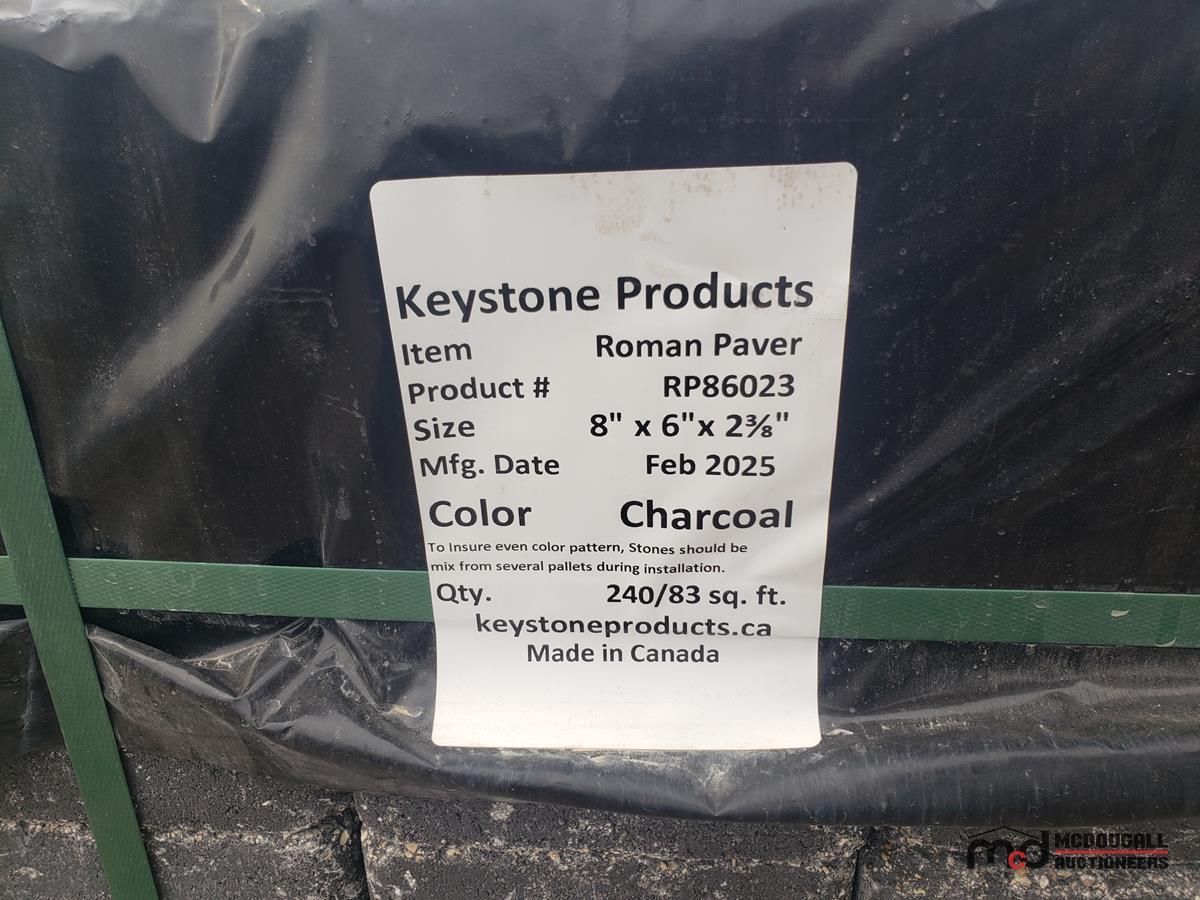 Keystone Products
Item Roman Paver
Product # RP86023
Size 8" x 6"x 2⅜"
Mfg. Date Feb 2025
Color Charcoal
To Insure even color pattern, Stones should be
mix from several pallets during installation.
Qty. 240/83 sq. ft.
keystoneproducts.ca
Made in Canada
mcd MCDOUGALL
AUCTIONEERS